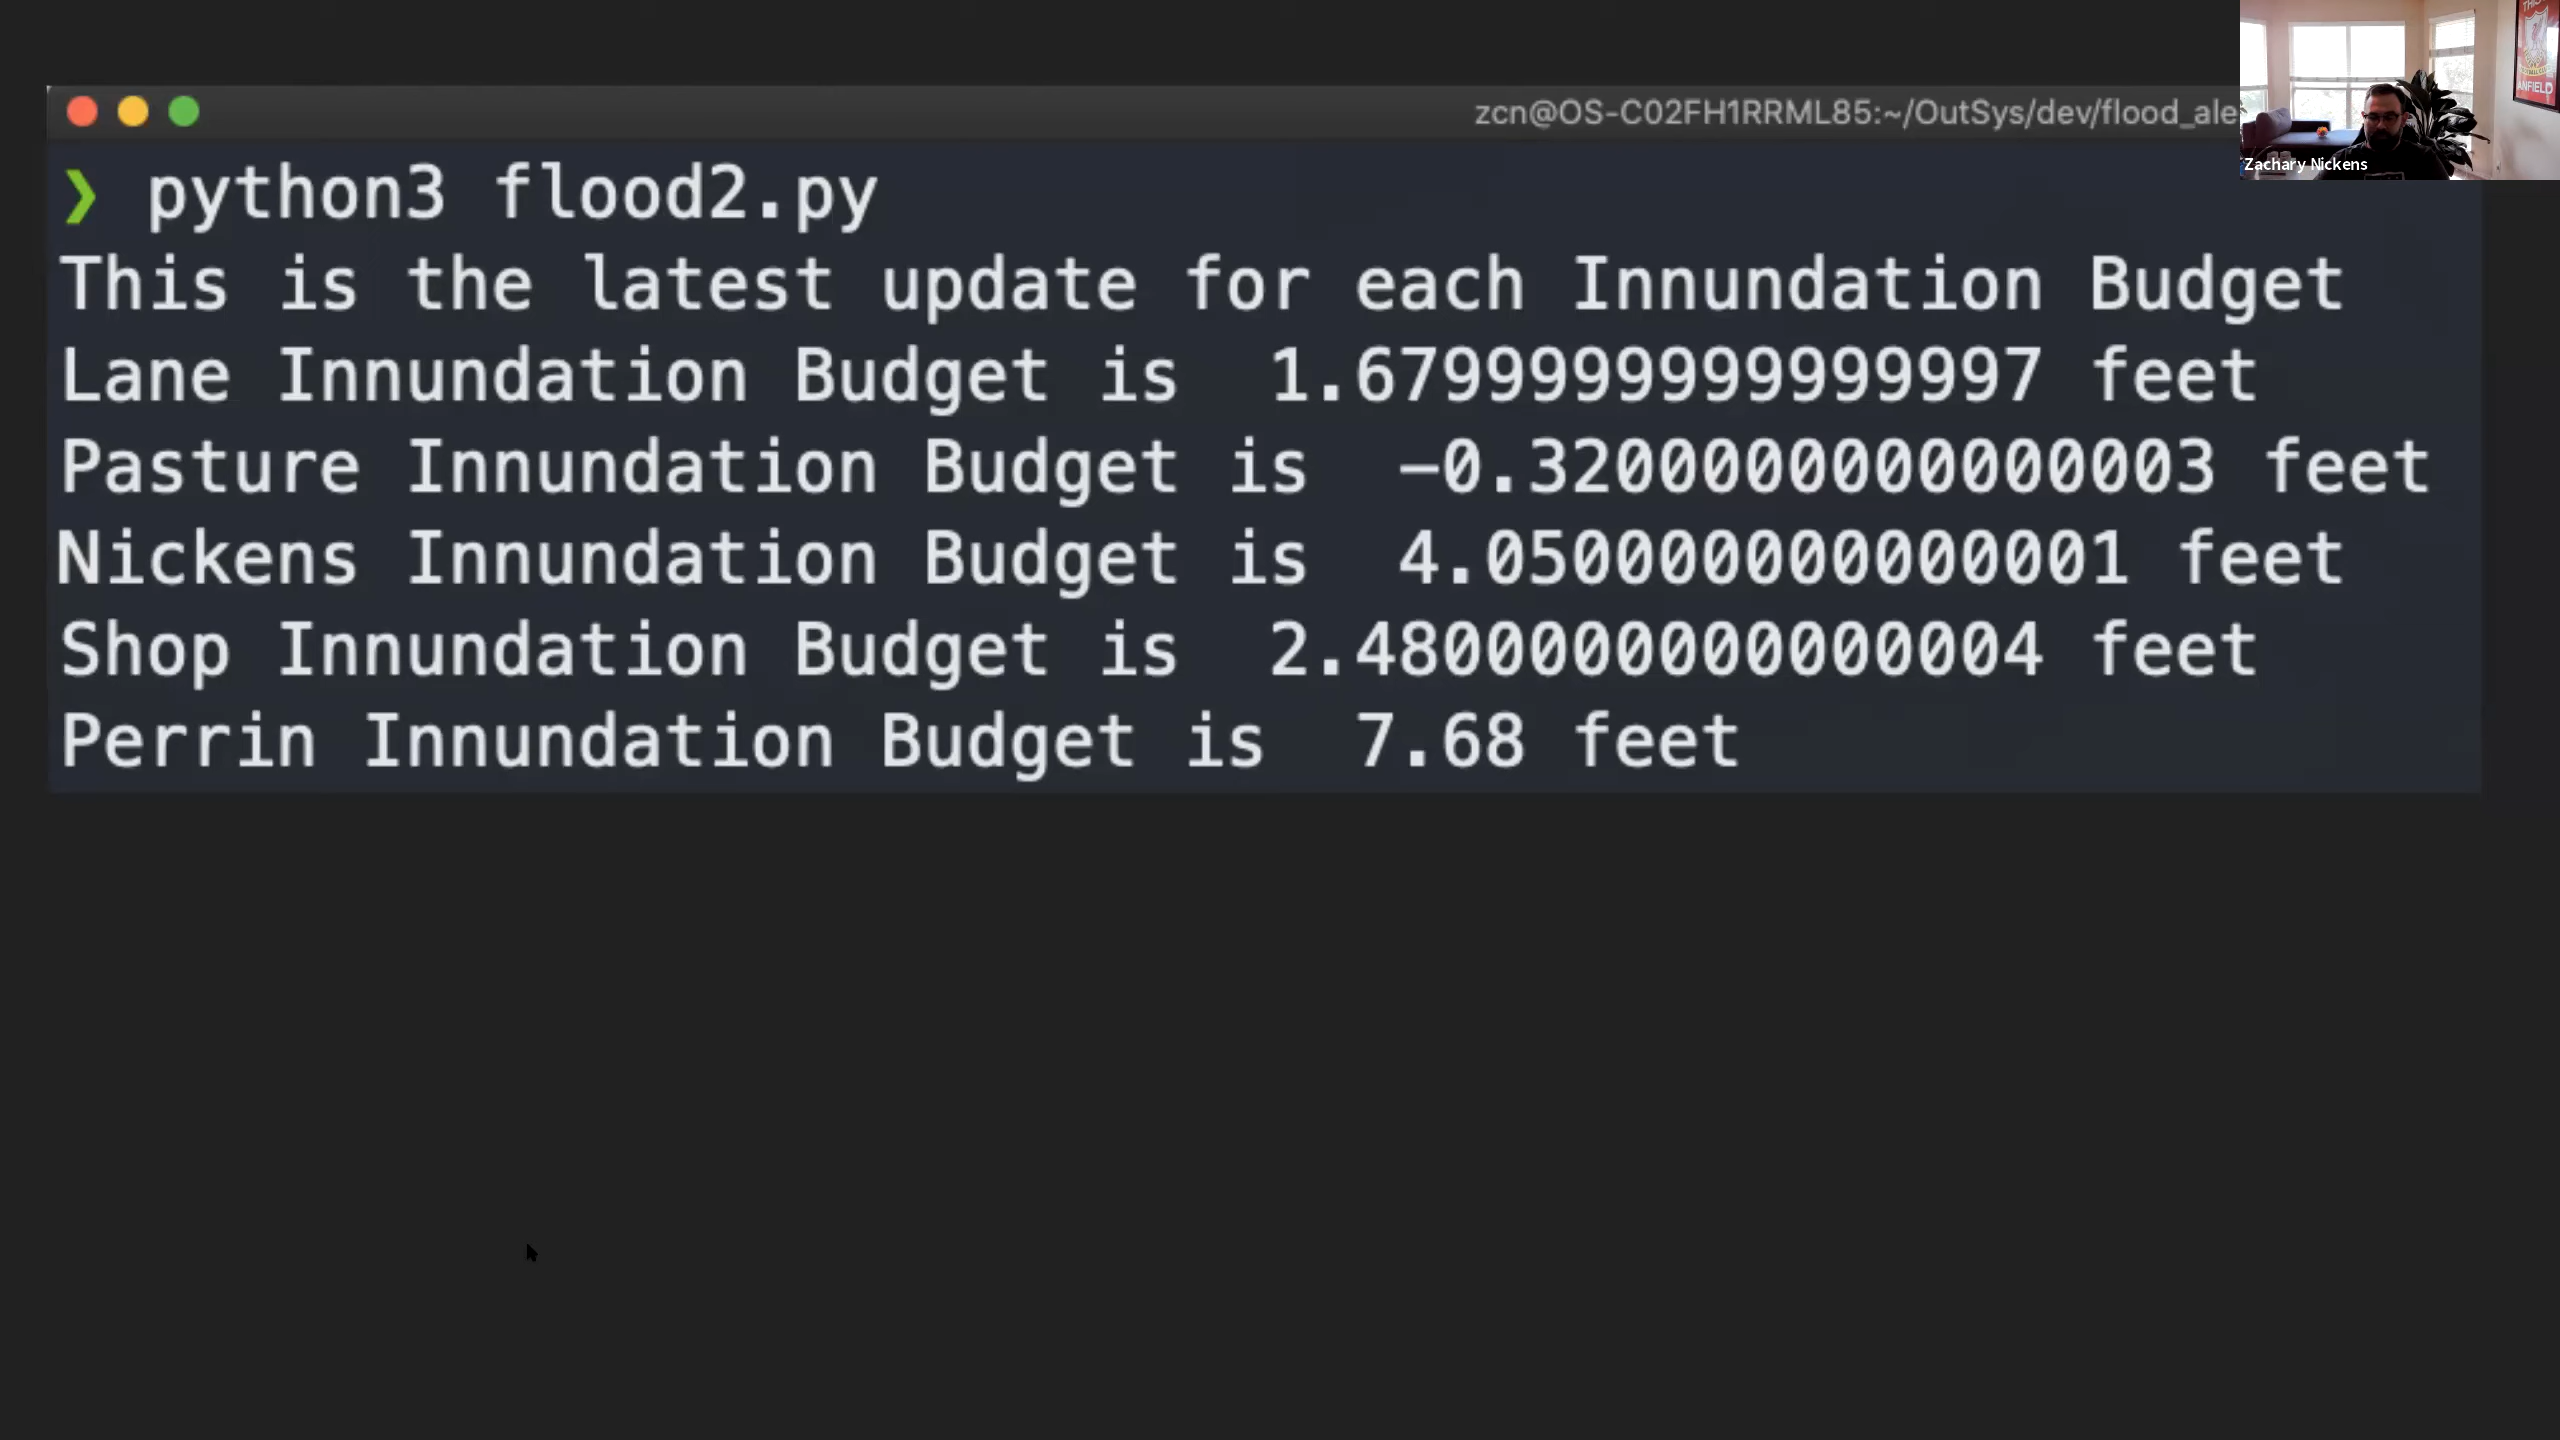 zcn@OS-C02FH1RRML85:~/OutSys/dev/flood_ale
❯ python3 flood2.py
This is the latest update for each Innundation Budget
Lane Innundation Budget is  1.6799999999999997 feet
Pasture Innundation Budget is  -0.3200000000000003 feet
Nickens Innundation Budget is  4.050000000000001 feet
Shop Innundation Budget is  2.4800000000000004 feet
Perrin Innundation Budget is  7.68 feet
Zachary Nickens
ANFIELD